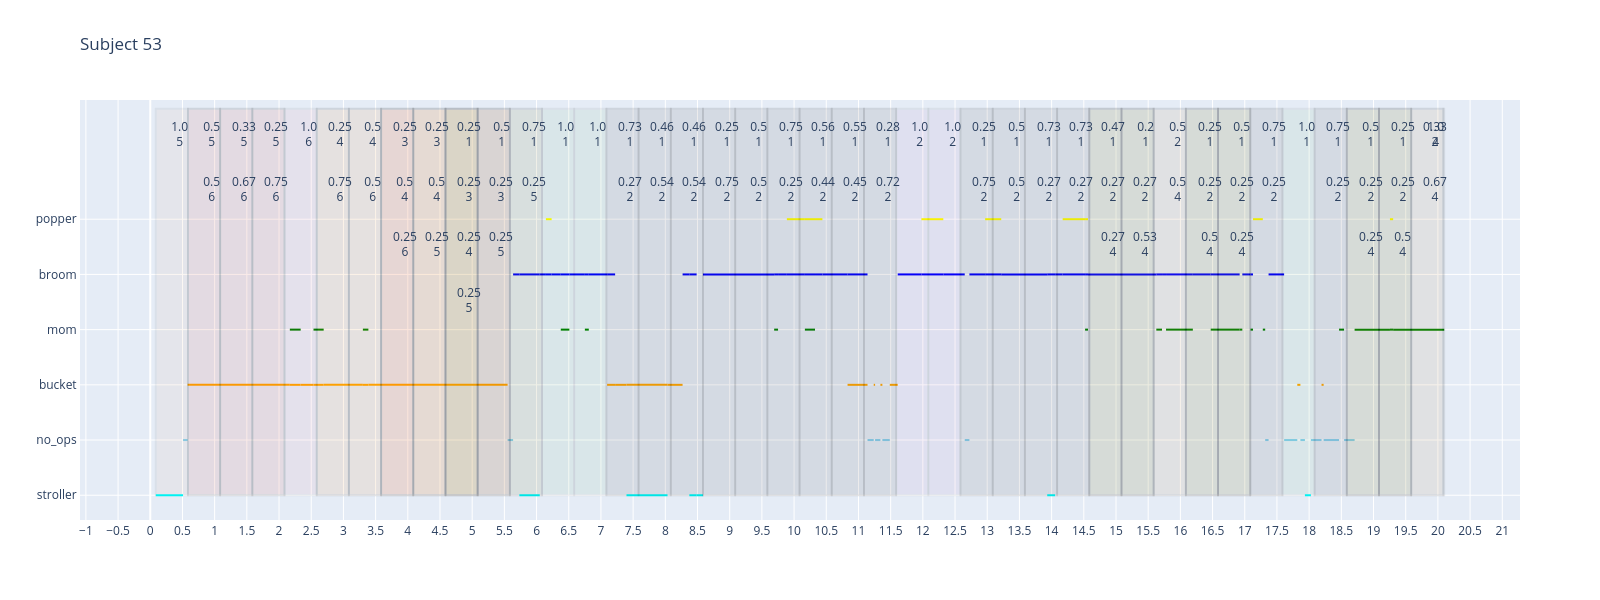 Subject 53
1.0 0.5 0.33 0.25 1.0 0.25 0.5 0.25 0.25 0.25 0.5 0.75 1.0 1.0 0.73 0.46 0.46 0.25 0.5 0.75 0.56 0.55 0.28 1.0 1.0 0.25 0.5 0.73 0.73 0.47 0.2 0.5 0.25 0.5 0.75 1.0 0.75 0.5 0.25
5 5 5 5 6 4 4 3 3 1 1 1 1 1 1 1 1 1 1 1 1 1 1 2 2 1 1 1 1 1 1 2 1 1 1 1 1 1 1
0.5 0.67 0.75 0.75 0.5 0.5 0.5 0.25 0.25 0.25 0.27 0.54 0.54 0.75 0.5 0.25 0.44 0.45 0.72 0.75 0.5 0.27 0.27 0.27 0.27 0.5 0.25 0.25 0.25 0.25 0.25 0.25 0.67
6 6 6 6 6 4 4 3 3 5 2 2 2 2 2 2 2 2 2 2 2 2 2 2 2 4 2 2 2 2 2 2 4
popper
0.25 0.25 0.25 0.25 0.27 0.53 0.5 0.25 0.25 0.5
6 5 4 5 4 4 4 4 4 4
broom
0.25
5
mom
bucket
no_ops
stroller
−1 −0.5 0 0.5 1 1.5 2 2.5 3 3.5 4 4.5 5 5.5 6 6.5 7 7.5 8 8.5 9 9.5 10 10.5 11 11.5 12 12.5 13 13.5 14 14.5 15 15.5 16 16.5 17 17.5 18 18.5 19 19.5 20 20.5 21